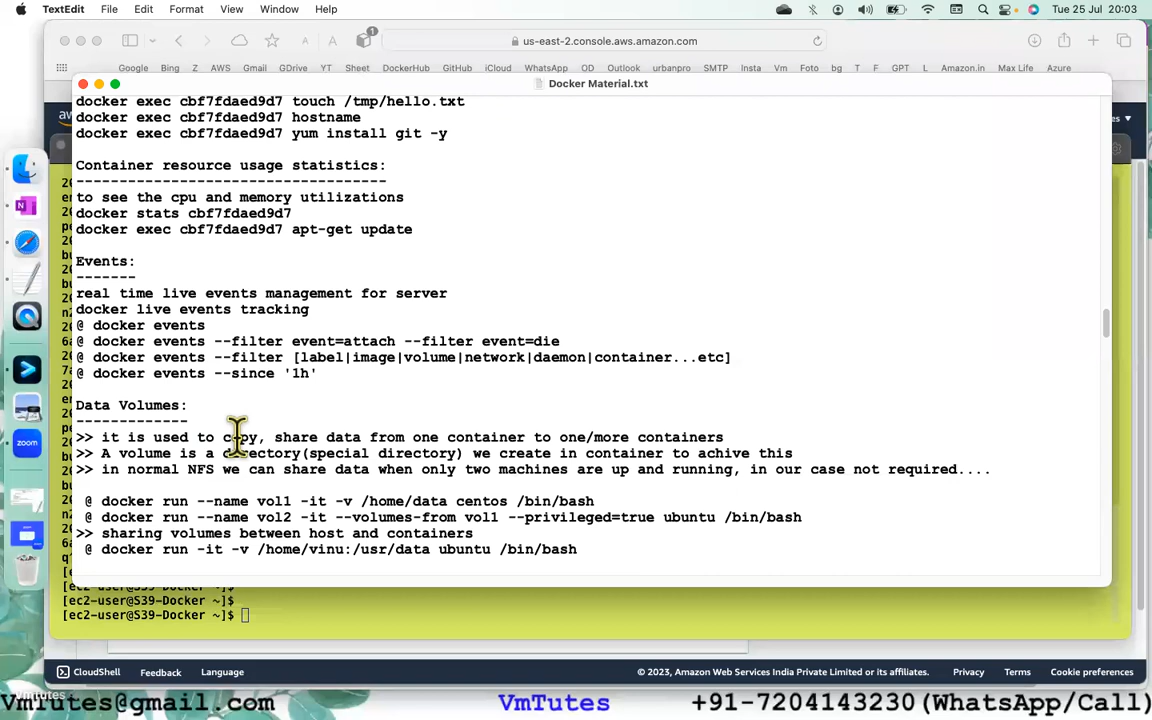 TextEdit File Edit Format View Window Help Tue 25 Jul 20:03
us-east-2.console.aws.amazon.com
Google Bing Z AWS Gmail GDrive YT Sheet DockerHub GitHub iCloud WhatsApp OD Outlook urbanpro SMTP Insta Vm Foto bg T F GPT L Amazon.in Max Life Azure
Docker Material.txt
docker exec cbf7fdaed9d7 touch /tmp/hello.txt
docker exec cbf7fdaed9d7 hostname
docker exec cbf7fdaed9d7 yum install git -y
Container resource usage statistics:
------------------------------------
to see the cpu and memory utilizations
docker stats cbf7fdaed9d7
docker exec cbf7fdaed9d7 apt-get update
Events:
-------
real time live events management for server
docker live events tracking
@ docker events
@ docker events --filter event=attach --filter event=die
@ docker events --filter [label|image|volume|network|daemon|container...etc]
@ docker events --since '1h'
Data Volumes:
-------------
>> it is used to copy, share data from one container to one/more containers
>> A volume is a directory(special directory) we create in container to achive this
>> in normal NFS we can share data when only two machines are up and running, in our case not required....
@ docker run --name vol1 -it -v /home/data centos /bin/bash
@ docker run --name vol2 -it --volumes-from vol1 --privileged=true ubuntu /bin/bash
>> sharing volumes between host and containers
@ docker run -it -v /home/vinu:/usr/data ubuntu /bin/bash
[ec2-user@S39-Docker ~]$
[ec2-user@S39-Docker ~]$
[ec2-user@S39-Docker ~]$
CloudShell Feedback Language © 2023, Amazon Web Services India Private Limited or its affiliates. Privacy Terms Cookie preferences
VmTutes@gmail.com VmTutes +91-7204143230(WhatsApp/Call)